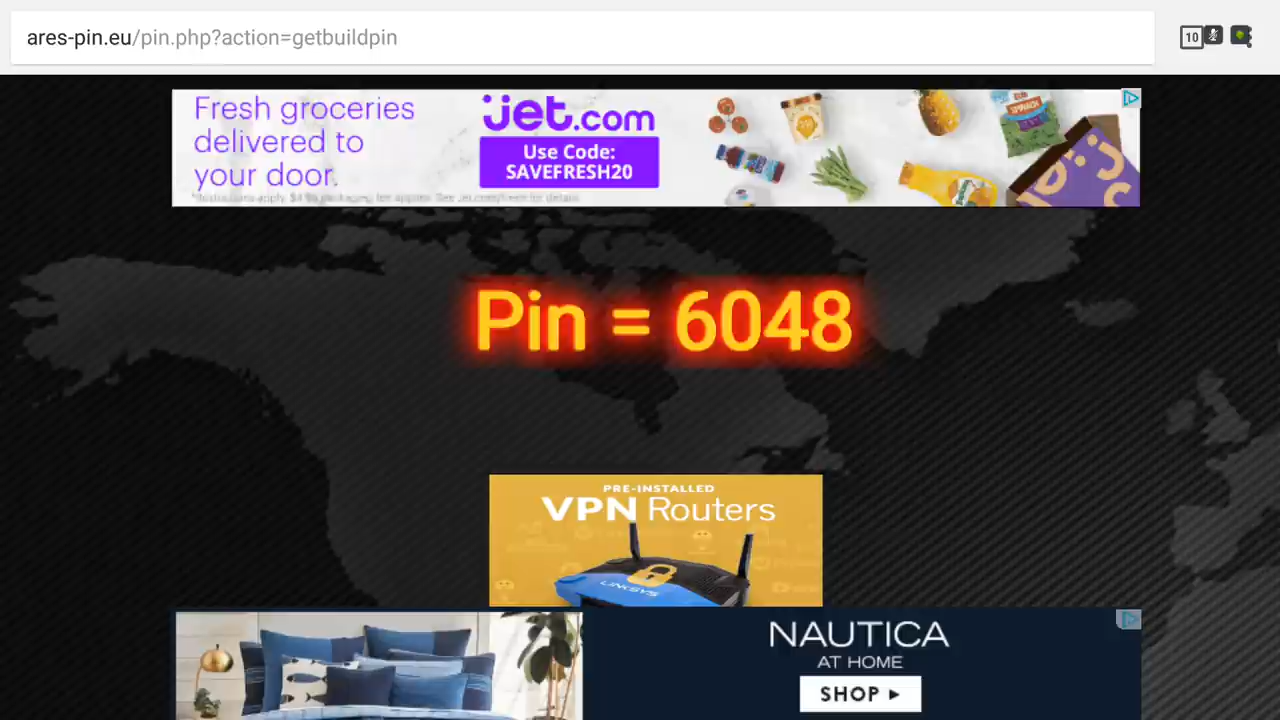 ares-pin.eu/pin.php?action=getbuildpin
10
Fresh groceries
delivered to
your door.
jet.com
Use Code:
SAVEFRESH20
SPINACH
Pin = 6048
PRE-INSTALLED
VPN Routers
LINKSYS
NAUTICA
AT HOME
SHOP